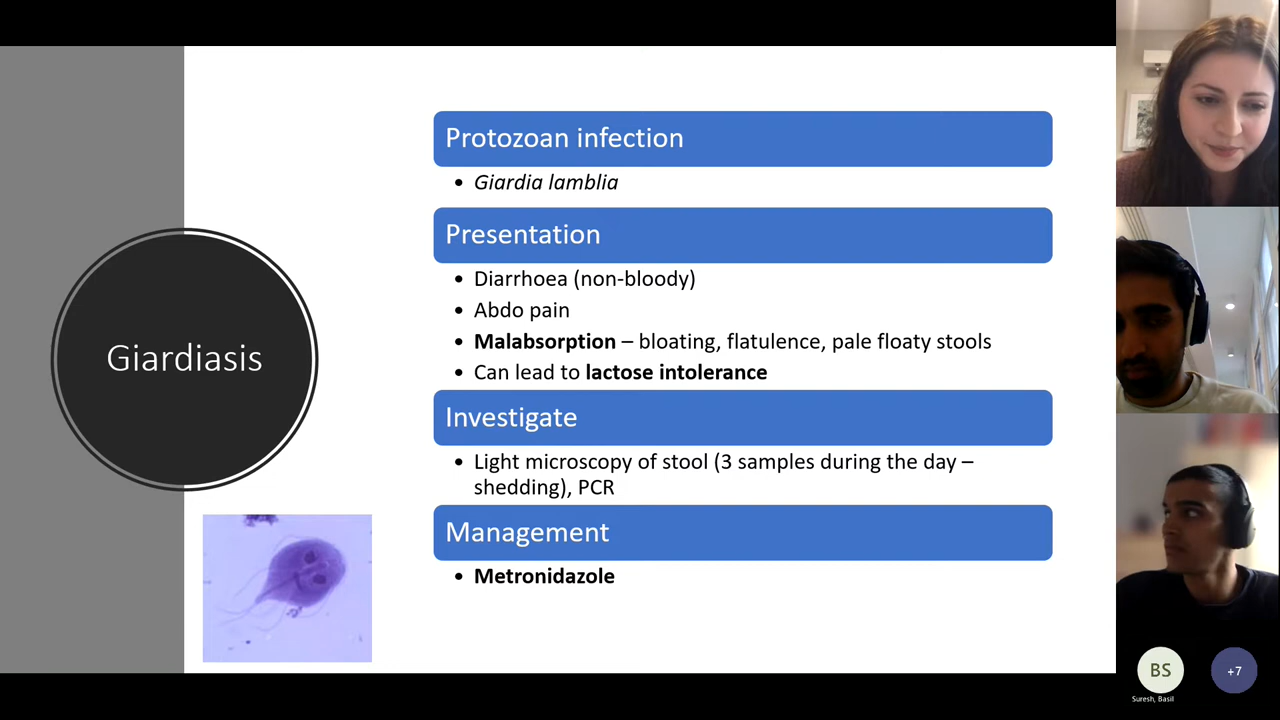 Giardiasis
Protozoan infection
• Giardia lamblia
Presentation
• Diarrhoea (non-bloody)
• Abdo pain
• Malabsorption – bloating, flatulence, pale floaty stools
• Can lead to lactose intolerance
Investigate
• Light microscopy of stool (3 samples during the day –
shedding), PCR
Management
• Metronidazole
BS
+7
Suresh, Basil